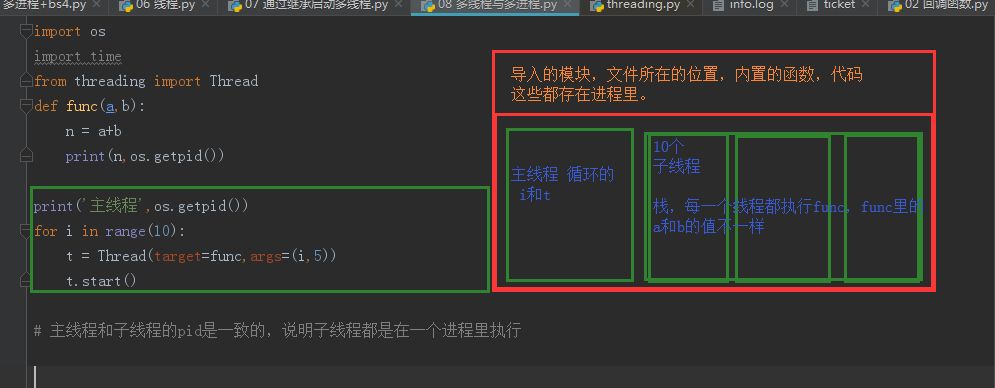 多进程+bs4.py
06 线程.py
07 通过继承启动多线程.py
08 多线程与多进程.py
threading.py
info.log
ticket
02 回调函数.py
import os
import time
from threading import Thread
def func(a,b):
n = a+b
print(n,os.getpid())
print('主线程',os.getpid())
for i in range(10):
t = Thread(target=func,args=(i,5))
t.start()
# 主线程和子线程的pid是一致的，说明子线程都是在一个进程里执行
导入的模块，文件所在的位置，内置的函数，代码
这些都存在进程里。
主线程 循环的
i和t
10个
子线程
栈，每一个线程都执行func，func里的
a和b的值不一样